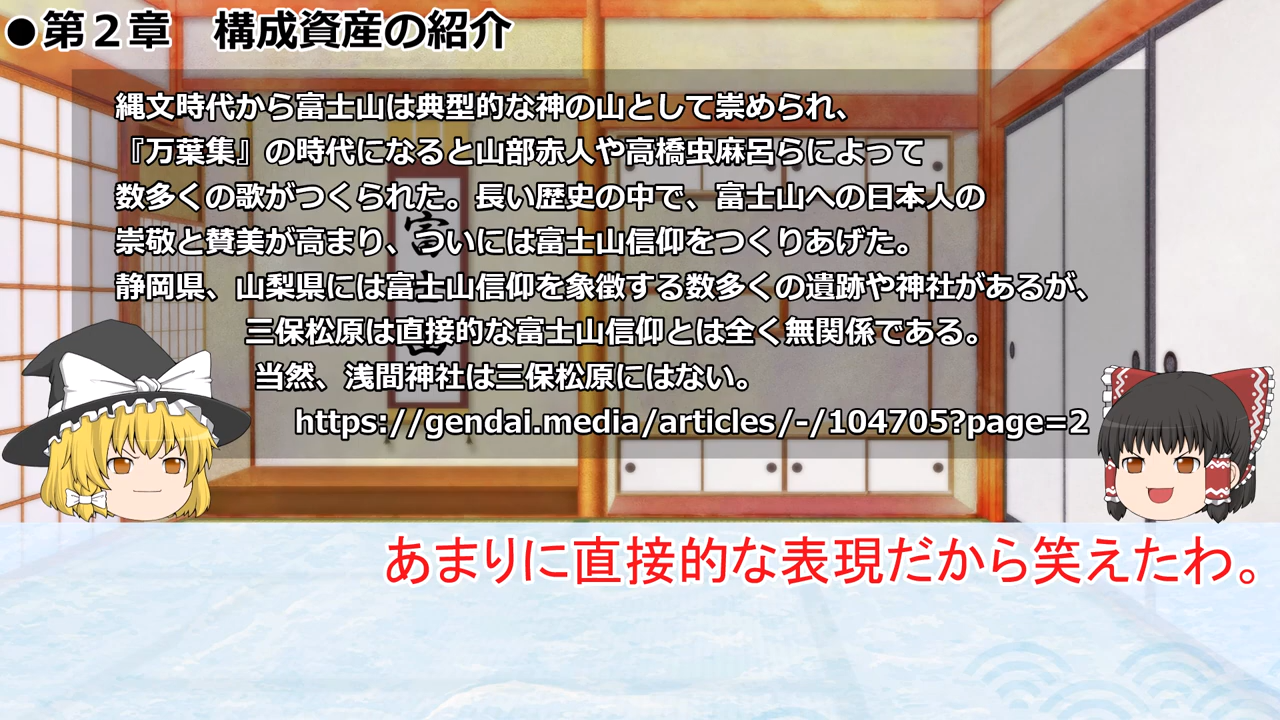 ●第２章　構成資産の紹介
縄文時代から富士山は典型的な神の山として崇められ、
『万葉集』の時代になると山部赤人や高橋虫麻呂らによって
数多くの歌がつくられた。長い歴史の中で、富士山への日本人の
崇敬と賛美が高まり、ついには富士山信仰をつくりあげた。
静岡県、山梨県には富士山信仰を象徴する数多くの遺跡や神社があるが、
三保松原は直接的な富士山信仰とは全く無関係である。
当然、浅間神社は三保松原にはない。
https://gendai.media/articles/-/104705?page=2
富士山
あまりに直接的な表現だから笑えたわ。